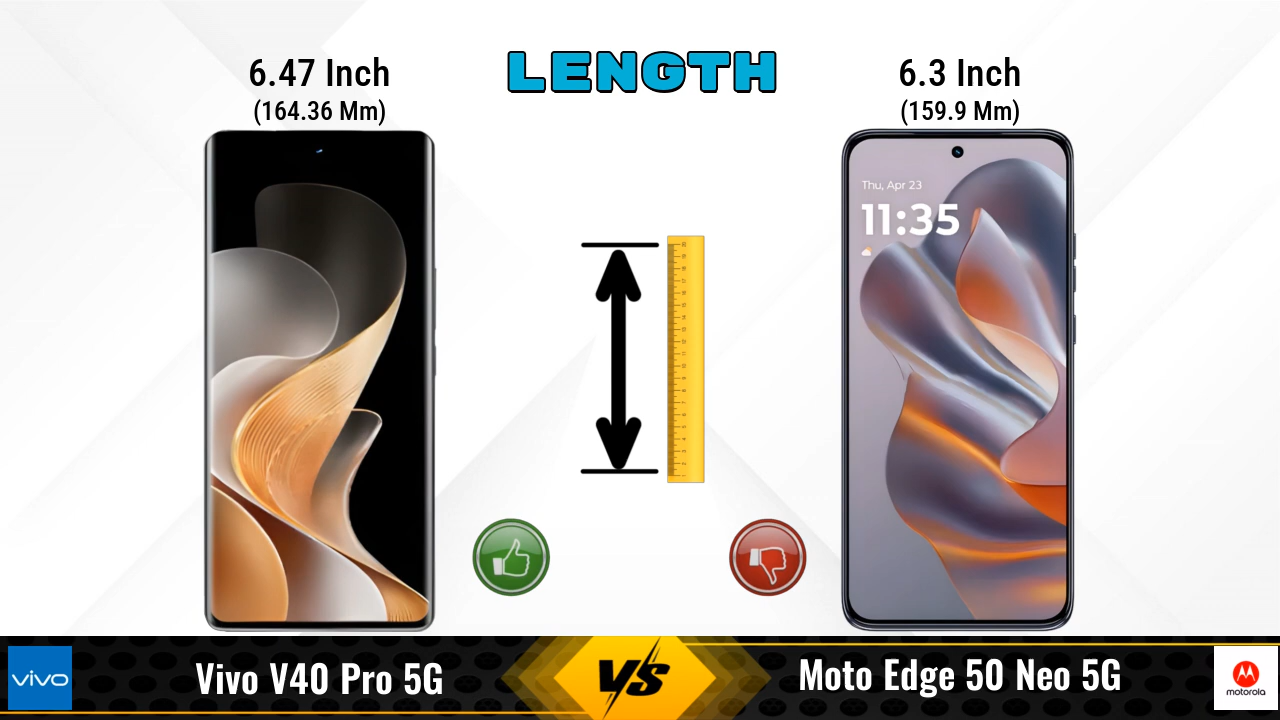 LENGTH
6.47 Inch
(164.36 Mm)
6.3 Inch
(159.9 Mm)
Thu, Apr 23
11:35
vivo
Vivo V40 Pro 5G
VS
Moto Edge 50 Neo 5G
motorola